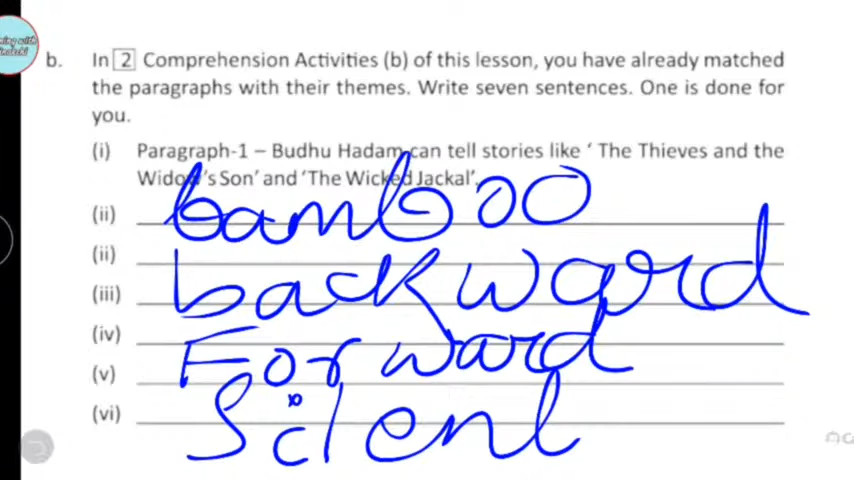 b. In 2 Comprehension Activities (b) of this lesson, you have already matched
the paragraphs with their themes. Write seven sentences. One is done for
you.
(i) Paragraph-1 – Budhu Hadam can tell stories like ‘ The Thieves and the
Widow’s Son’ and ‘The Wicked Jackal’.
(ii) bamboo
(ii)
(iii) backward
(iv)
(v) Forward
(vi) Silent